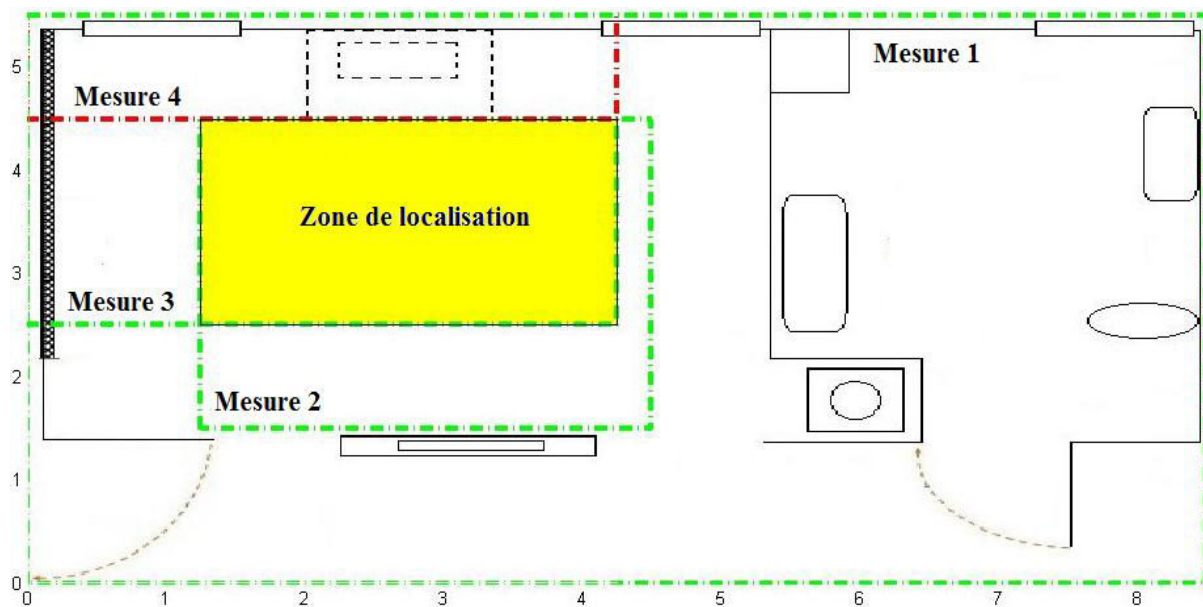 5
Mesure 1
Mesure 4
4
Zone de localisation
3
Mesure 3
2
Mesure 2
1
0
0 1 2 3 4 5 6 7 8